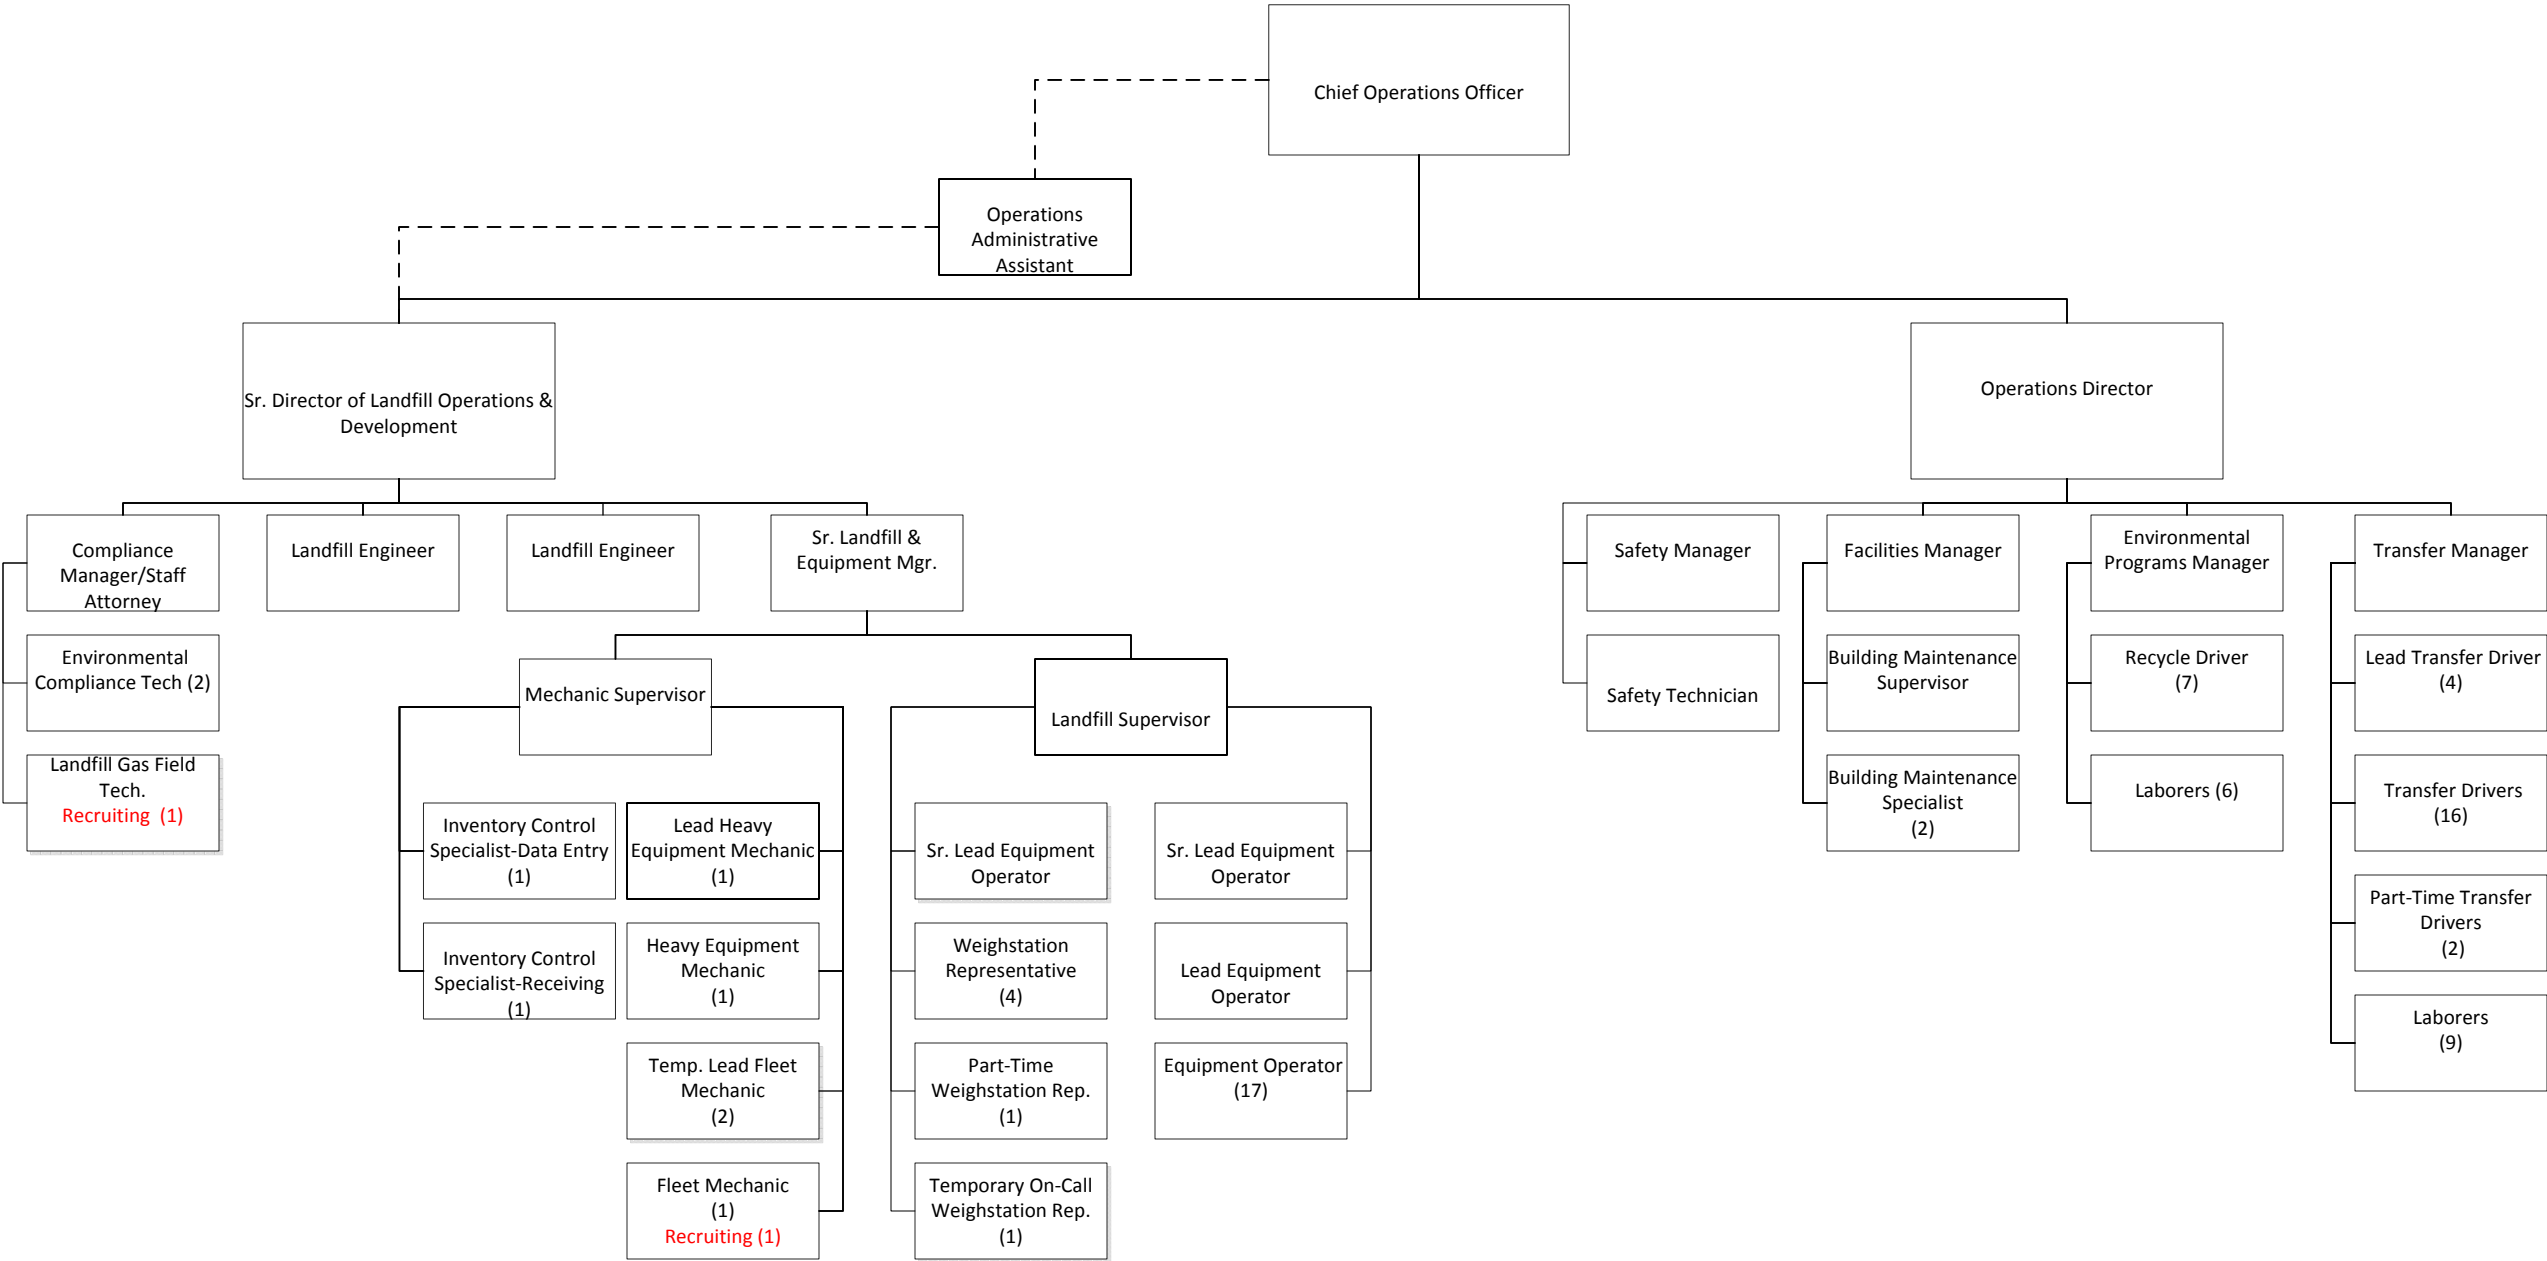 Chief Operations Officer
Operations
Administrative
Assistant
Sr. Director of Landfill Operations &
Development
Operations Director
Compliance
Manager/Staff
Attorney
Landfill Engineer
Landfill Engineer
Sr. Landfill &
Equipment Mgr.
Safety Manager
Facilities Manager
Environmental
Programs Manager
Transfer Manager
Environmental
Compliance Tech (2)
Landfill Gas Field
Tech.
Recruiting  (1)
Mechanic Supervisor
Landfill Supervisor
Safety Technician
Building Maintenance
Supervisor
Recycle Driver
(7)
Lead Transfer Driver
(4)
Building Maintenance
Specialist
(2)
Laborers (6)
Transfer Drivers
(16)
Part-Time Transfer
Drivers
(2)
Laborers
(9)
Inventory Control
Specialist-Data Entry
(1)
Lead Heavy
Equipment Mechanic
(1)
Sr. Lead Equipment
Operator
Sr. Lead Equipment
Operator
Inventory Control
Specialist-Receiving
(1)
Heavy Equipment
Mechanic
(1)
Weighstation
Representative
(4)
Lead Equipment
Operator
Temp. Lead Fleet
Mechanic
(2)
Part-Time
Weighstation Rep.
(1)
Equipment Operator
(17)
Fleet Mechanic
(1)
Recruiting (1)
Temporary On-Call
Weighstation Rep.
(1)